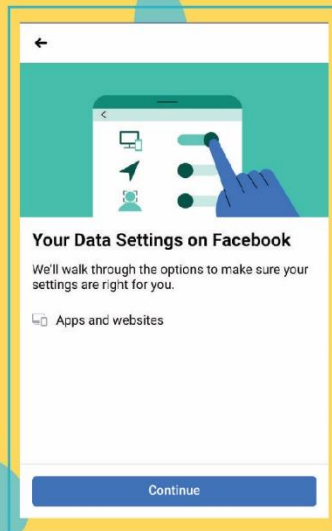 Your Data Settings on Facebook
We'll walk through the options to make sure your
settings are right for you.
Apps and websites
Continue